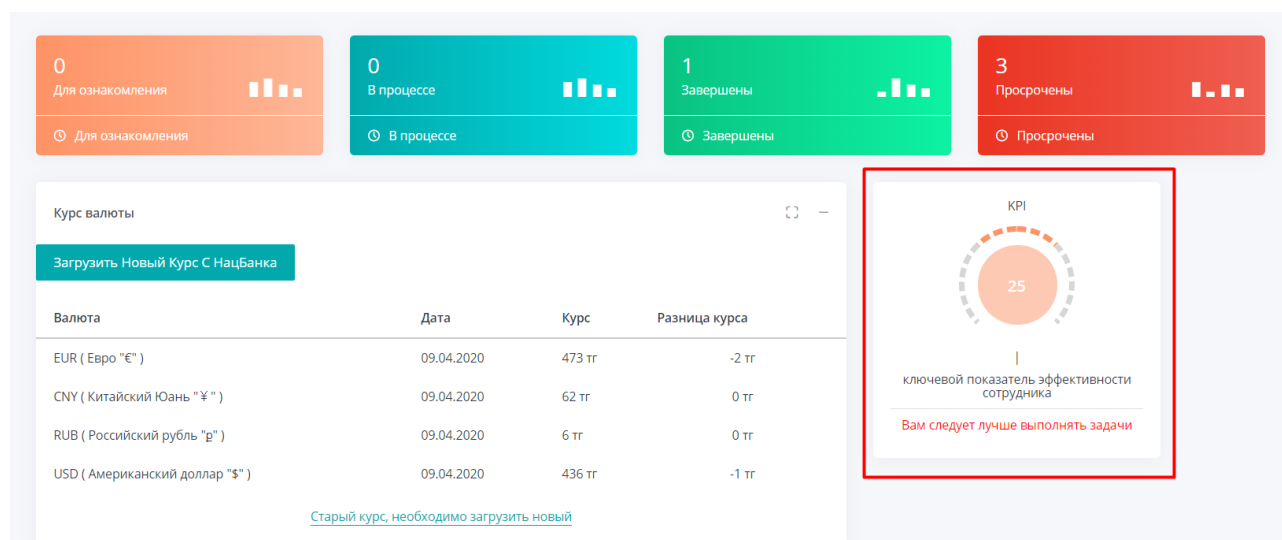 0
Для ознакомления
Для ознакомления
0
В процессе
В процессе
1
Завершены
Завершены
3
Просрочены
Просрочены
Курс валюты
Загрузить Новый Курс С НацБанка
Валюта Дата Курс Разница курса
EUR ( Евро "€" ) 09.04.2020 473 тг -2 тг
CNY ( Китайский Юань "¥" ) 09.04.2020 62 тг 0 тг
RUB ( Российский рубль "р" ) 09.04.2020 6 тг 0 тг
USD ( Американский доллар "$" ) 09.04.2020 436 тг -1 тг
Старый курс, необходимо загрузить новый
KPI
25
|
ключевой показатель эффективности
сотрудника
Вам следует лучше выполнять задачи